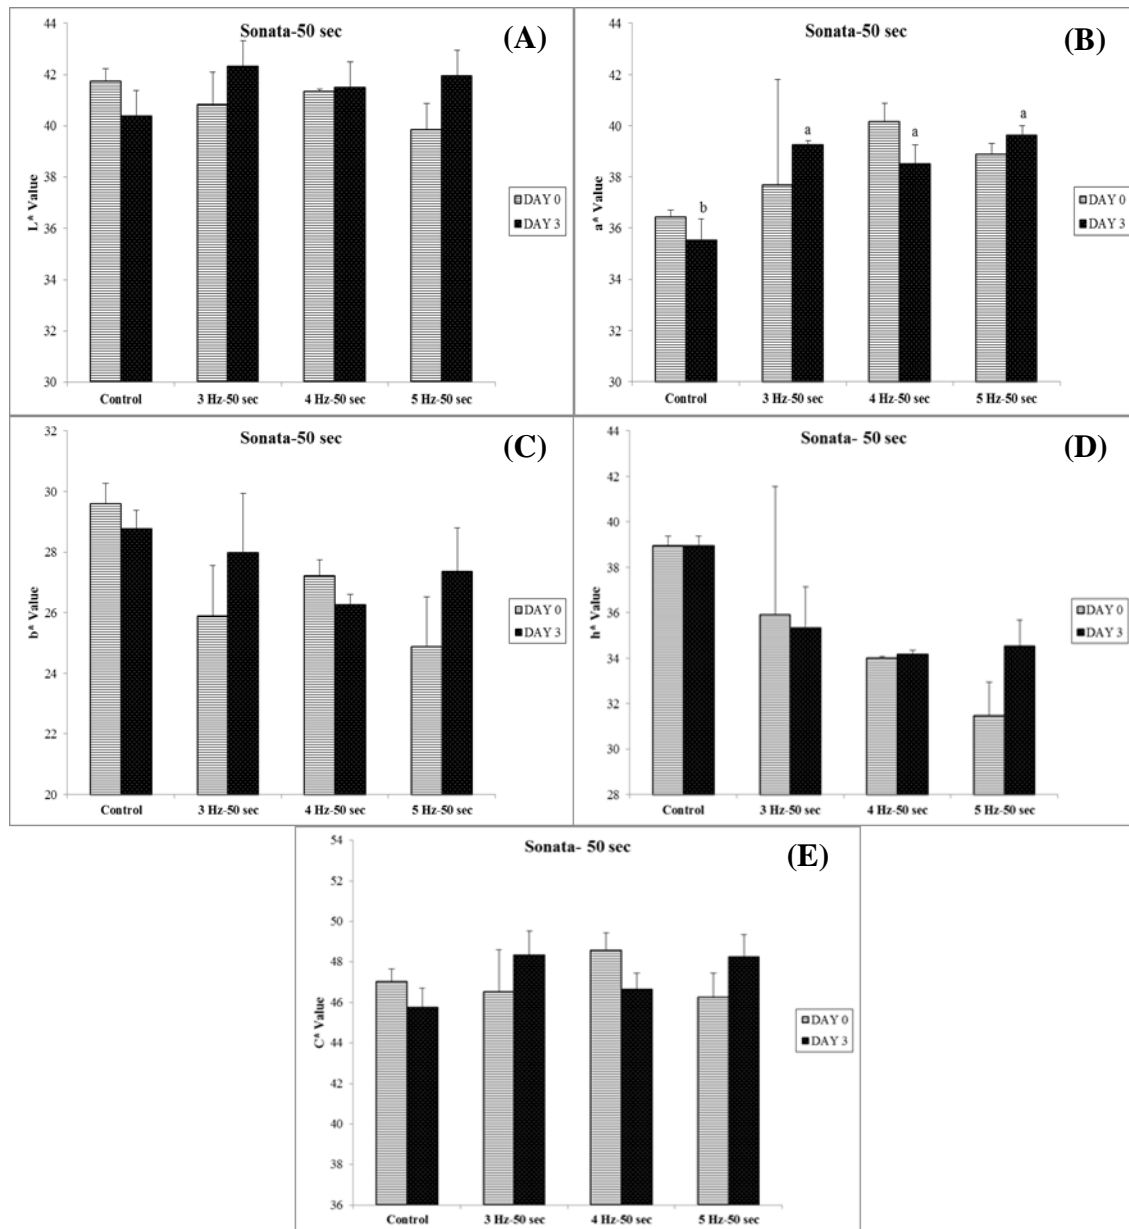 Sonata-50 sec
(A)
44
42
40
38
36
34
32
30
L* Value
Control
3 Hz-50 sec
4 Hz-50 sec
5 Hz-50 sec
DAY 0
DAY 3
Sonata-50 sec
(B)
44
42
40
38
36
34
32
30
a* Value
b
a
a
a
Control
3 Hz-50 sec
4 Hz-50 sec
5 Hz-50 sec
DAY 0
DAY 3
Sonata-50 sec
(C)
32
30
28
26
24
22
20
b* Value
Control
3 Hz-50 sec
4 Hz-50 sec
5 Hz-50 sec
DAY 0
DAY 3
Sonata- 50 sec
(D)
44
42
40
38
36
34
32
30
28
h* Value
Control
3 Hz-50 sec
4 Hz-50 sec
5 Hz-50 sec
DAY 0
DAY 3
Sonata- 50 sec
(E)
54
52
50
48
46
44
42
40
38
36
C* Value
Control
3 Hz-50 sec
4 Hz-50 sec
5 Hz-50 sec
DAY 0
DAY 3